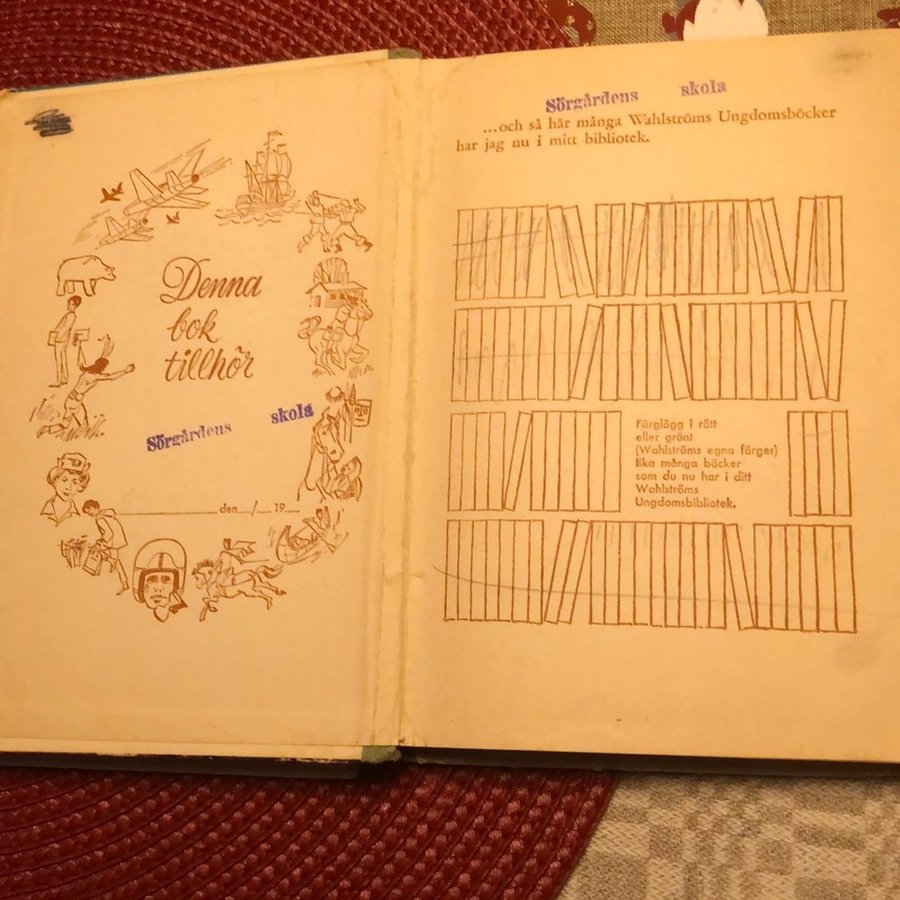 Denna
bok
tillhör
Sörgårdens skola
den / 19
Sörgårdens skola
...och så här många Wahlströms Ungdomsböcker
har jag nu i mitt bibliotek.
Färglägg i rött
eller grönt
(Wahlströms egna färger)
lika många böcker
som du nu har i ditt
Wahlströms
Ungdomsbibliotek.